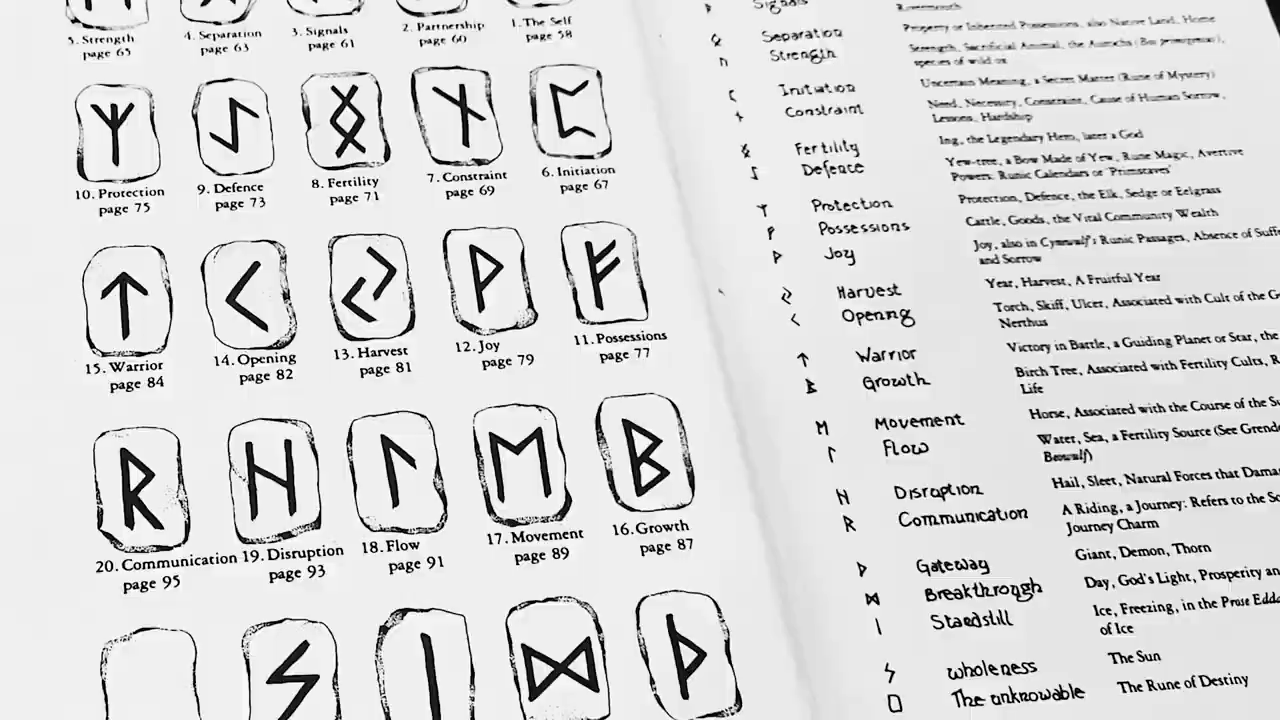 5. Strength 4. Separation 3. Signals 2. Partnership 1. The Self
page 65 page 63 page 61 page 60 page 58
ᛉ ᛇ ᛝ ᚾ ᛈ
10. Protection 9. Defence 8. Fertility 7. Constraint 6. Initiation
page 75 page 73 page 71 page 69 page 67
ᛏ ᚲ ᛃ ᚹ ᚠ
15. Warrior 14. Opening 13. Harvest 12. Joy 11. Possessions
page 84 page 82 page 81 page 79 page 77
ᚱ ᚺ ᛚ ᛖ ᛒ
20. Communication 19. Disruption 18. Flow 17. Movement 16. Growth
page 95 page 93 page 91 page 89 page 87
ᛊ ᛁ ᛞ ᚦ
Signals
Separation Property or Inherited Possessions, also Native Land, Home
Strength Strength, Sacrificial Animal, the Aurochs (Bos primigenius),
species of wild ox
Initiation Uncertain Meaning, a Secret Matter (Rune of Mystery)
Constraint Need, Necessity, Constraint, Cause of Human Sorrow,
Lessons, Hardship
Fertility Ing, the Legendary Hero, later a God
Defence Yew-tree, a Bow Made of Yew, Rune Magic, Avertive
Powers: Runic Calendars or 'Primstaves'
Protection Protection, Defence, the Elk, Sedge or Eelgrass
Possessions Cattle, Goods, the Vital Community Wealth
Joy Joy, also in Cynewulf's Runic Passages, Absence of Suffe
and Sorrow
Harvest Year, Harvest, A Fruitful Year
Opening Torch, Skiff, Ulcer, Associated with Cult of the G
Nerthus
Warrior Victory in Battle, a Guiding Planet or Star, the
Growth Birch Tree, Associated with Fertility Cults, R
Life
Movement Horse, Associated with the Course of the Su
Flow Water, Sea, a Fertility Source (See Grende
Beowulf)
Disruption Hail, Sleet, Natural Forces that Dama
Communication A Riding, a Journey: Refers to the So
Journey Charm
Gateway Giant, Demon, Thorn
Breakthrough Day, God's Light, Prosperity an
Standstill Ice, Freezing, in the Prose Edda
of Ice
wholeness The Sun
The unknowable The Rune of Destiny